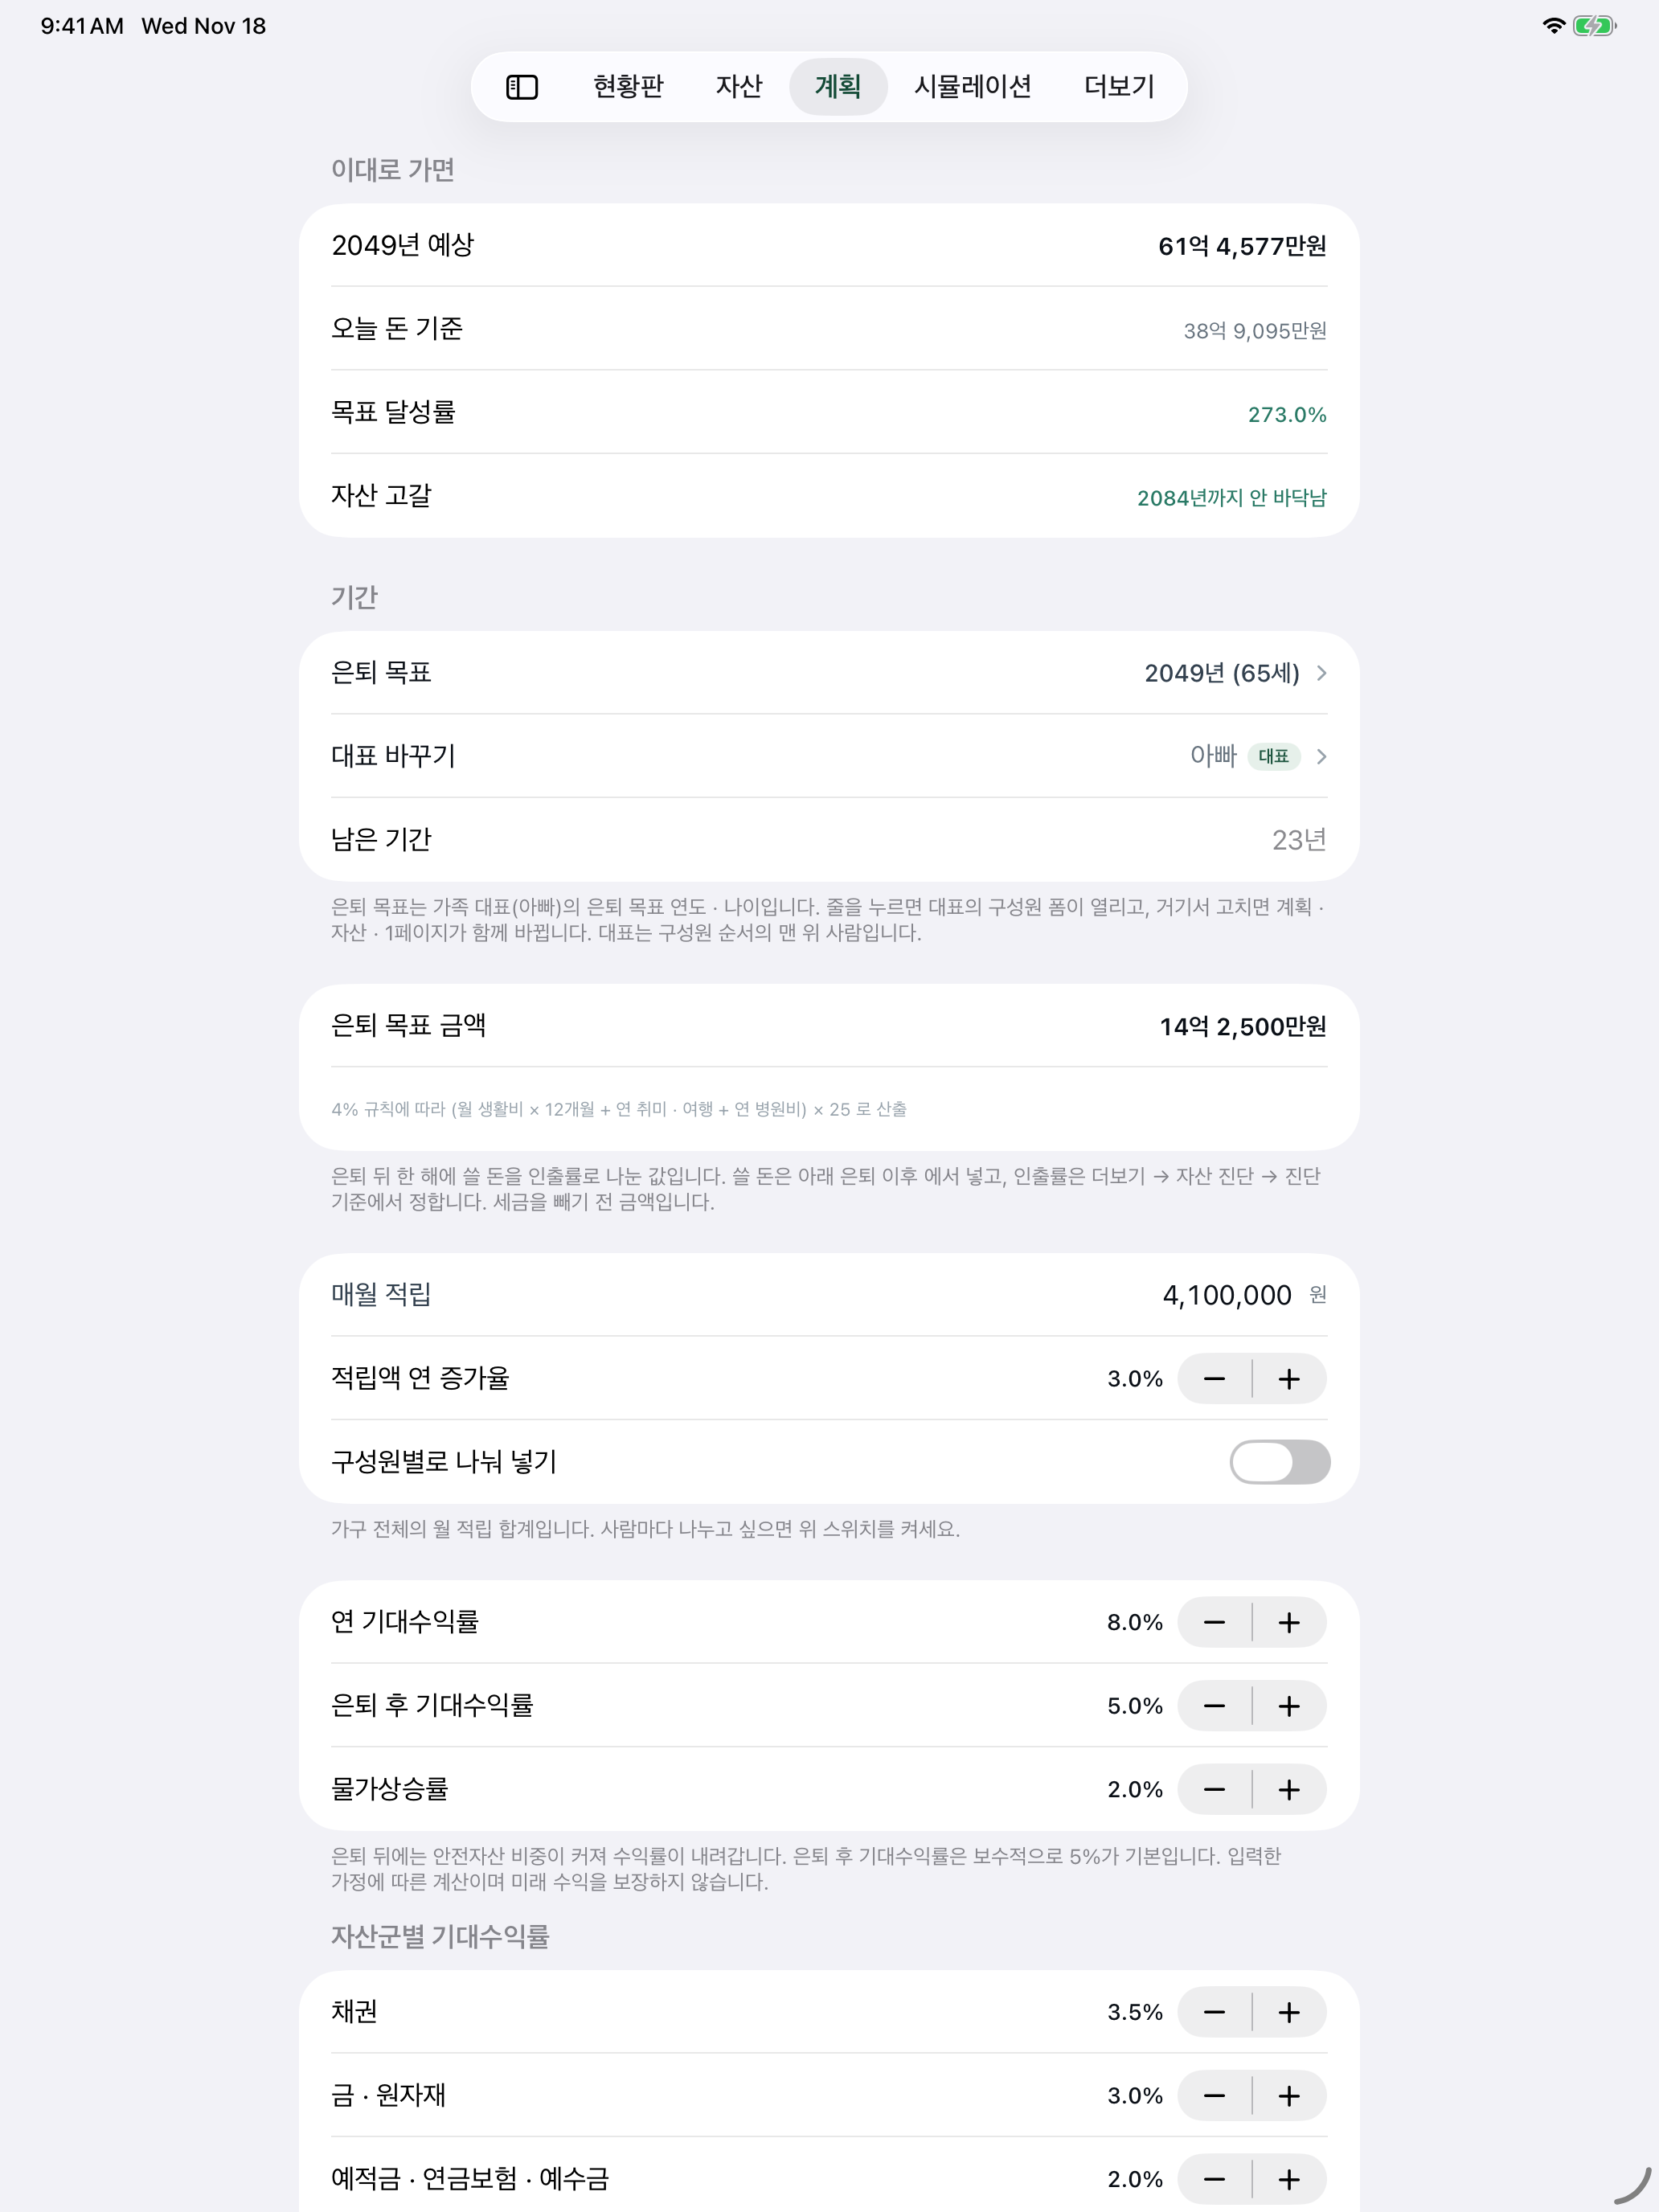 9:41 AM Wed Nov 18
현황판 자산 계획 시뮬레이션 더보기
이대로 가면
2049년 예상 61억 4,577만원
오늘 돈 기준 38억 9,095만원
목표 달성률 273.0%
자산 고갈 2084년까지 안 바닥남
기간
은퇴 목표 2049년 (65세)
대표 바꾸기 아빠 대표
남은 기간 23년
은퇴 목표는 가족 대표(아빠)의 은퇴 목표 연도 · 나이입니다. 줄을 누르면 대표의 구성원 폼이 열리고, 거기서 고치면 계획 ·
자산 · 1페이지가 함께 바뀝니다. 대표는 구성원 순서의 맨 위 사람입니다.
은퇴 목표 금액 14억 2,500만원
4% 규칙에 따라 (월 생활비 × 12개월 + 연 취미 · 여행 + 연 병원비) × 25 로 산출
은퇴 뒤 한 해에 쓸 돈을 인출률로 나눈 값입니다. 쓸 돈은 아래 은퇴 이후 에서 넣고, 인출률은 더보기 → 자산 진단 → 진단
기준에서 정합니다. 세금을 빼기 전 금액입니다.
매월 적립 4,100,000 원
적립액 연 증가율 3.0% − +
구성원별로 나눠 넣기
가구 전체의 월 적립 합계입니다. 사람마다 나누고 싶으면 위 스위치를 켜세요.
연 기대수익률 8.0% − +
은퇴 후 기대수익률 5.0% − +
물가상승률 2.0% − +
은퇴 뒤에는 안전자산 비중이 커져 수익률이 내려갑니다. 은퇴 후 기대수익률은 보수적으로 5%가 기본입니다. 입력한
가정에 따른 계산이며 미래 수익을 보장하지 않습니다.
자산군별 기대수익률
채권 3.5% − +
금 · 원자재 3.0% − +
예적금 · 연금보험 · 예수금 2.0% − +